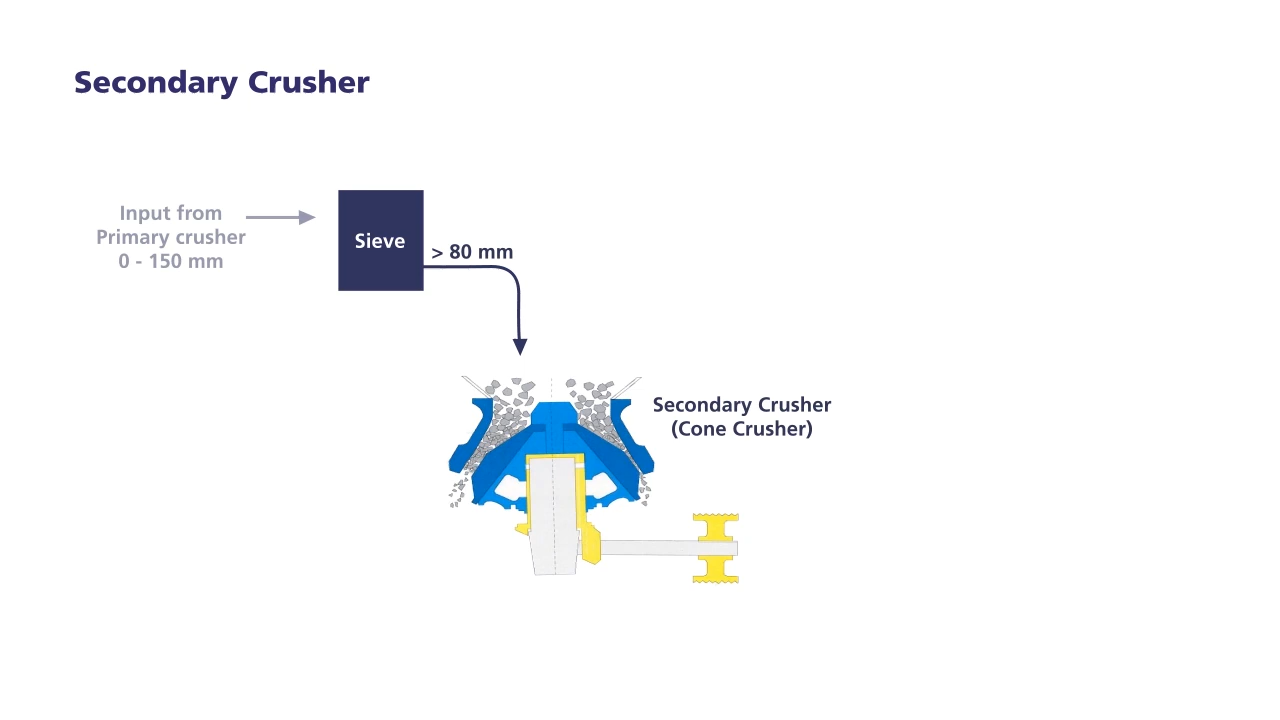 Secondary Crusher
Input from
Primary crusher
0 - 150 mm
Sieve
> 80 mm
Secondary Crusher
(Cone Crusher)